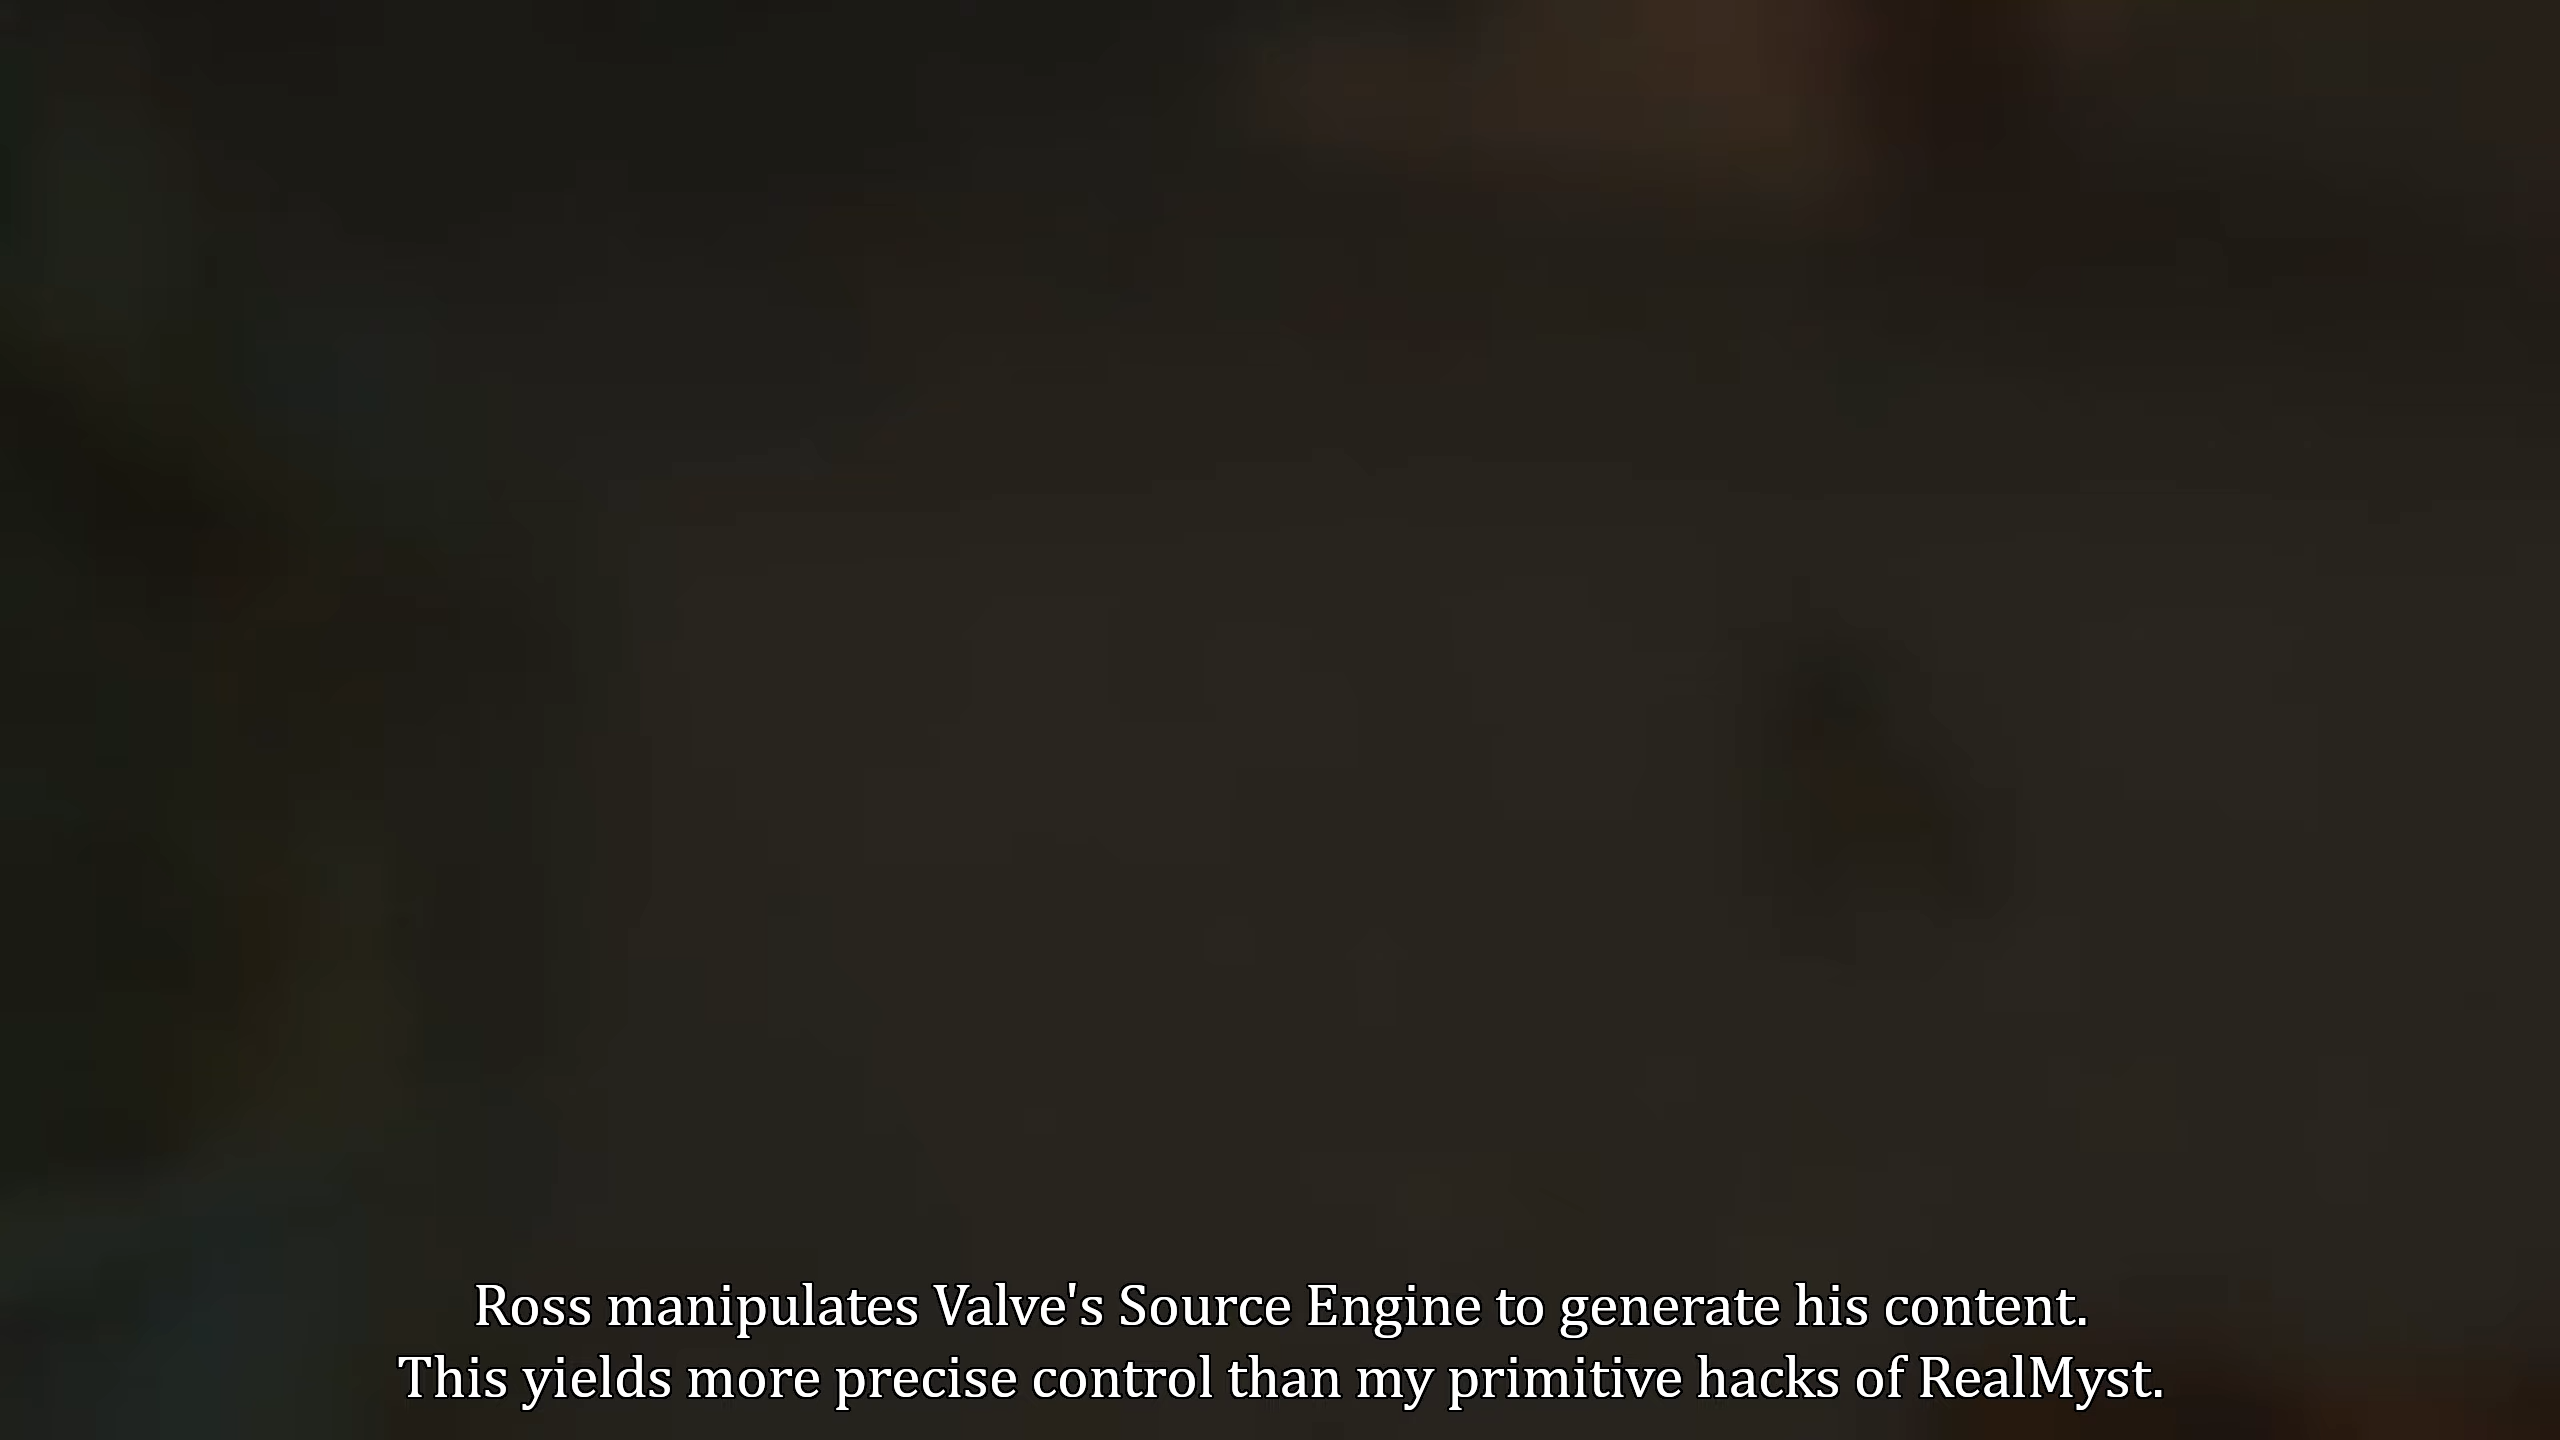 Ross manipulates Valve's Source Engine to generate his content.
This yields more precise control than my primitive hacks of RealMyst.